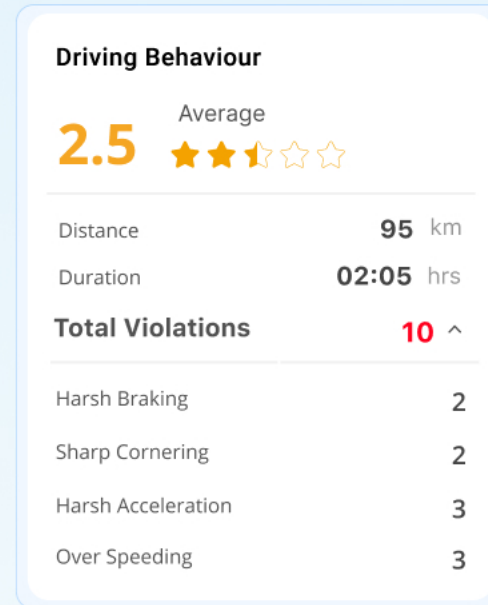 Driving Behaviour
2.5 Average
Distance 95 km
Duration 02:05 hrs
Total Violations 10
Harsh Braking 2
Sharp Cornering 2
Harsh Acceleration 3
Over Speeding 3